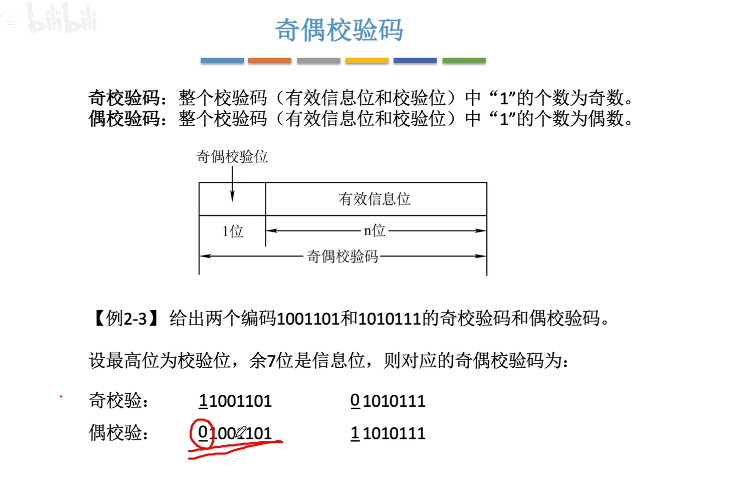 bilibili
奇偶校验码
奇校验码：整个校验码（有效信息位和校验位）中“1”的个数为奇数。
偶校验码：整个校验码（有效信息位和校验位）中“1”的个数为偶数。
奇偶校验位
有效信息位
1位 n位
奇偶校验码
【例2-3】 给出两个编码1001101和1010111的奇校验码和偶校验码。
设最高位为校验位，余7位是信息位，则对应的奇偶校验码为：
奇校验： 11001101 0 1010111
偶校验： 01001101 1 1010111